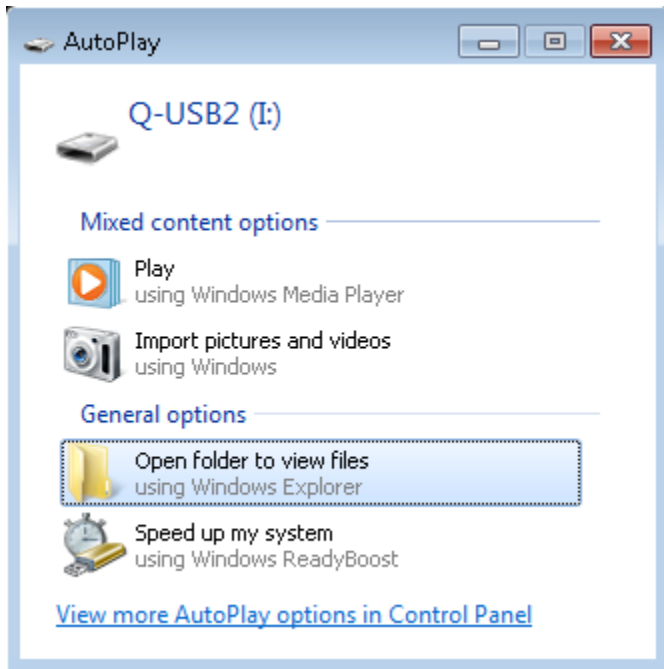 AutoPlay
Q-USB2 (I:)
Mixed content options
Play
using Windows Media Player
Import pictures and videos
using Windows
General options
Open folder to view files
using Windows Explorer
Speed up my system
using Windows ReadyBoost
View more AutoPlay options in Control Panel